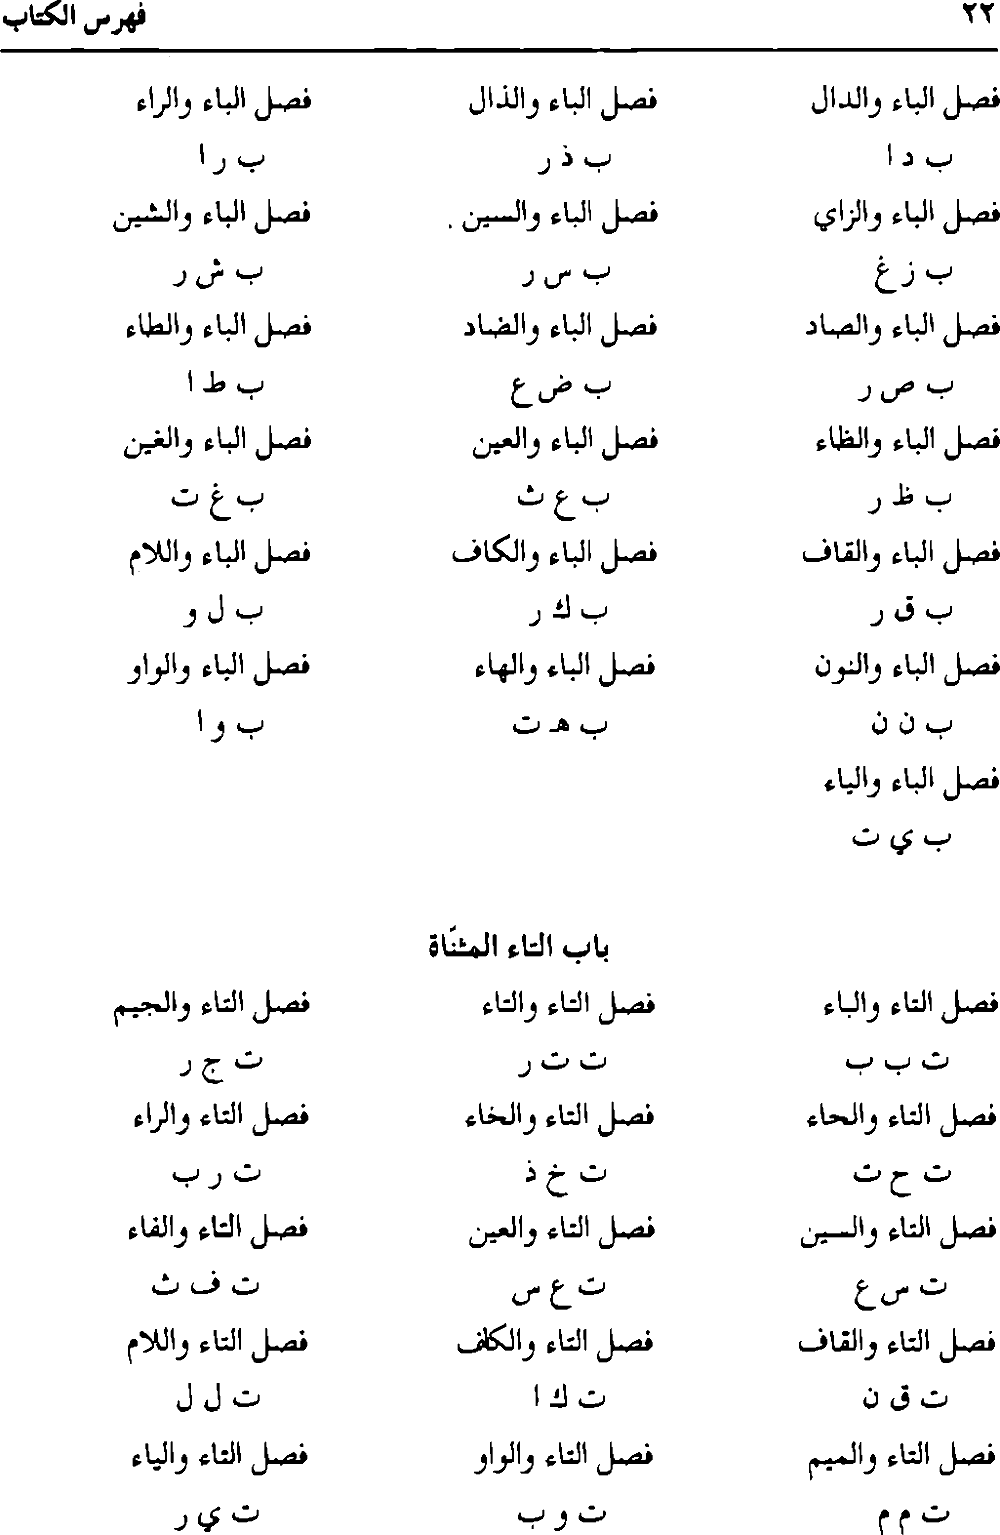 ٢٢ فهرس الكتاب
فصل الباء والدال فصل الباء والذال فصل الباء والراء
ب د ا ب ذ ر ب ر ا
فصل الباء والزاي فصل الباء والسين فصل الباء والشين
ب ز غ ب س ر ب ش ر
فصل الباء والصاد فصل الباء والضاد فصل الباء والطاء
ب ص ر ب ض ع ب ط ا
فصل الباء والظاء فصل الباء والعين فصل الباء والغين
ب ظ ر ب ع ث ب غ ت
فصل الباء والقاف فصل الباء والكاف فصل الباء واللام
ب ق ر ب ك ر ب ل و
فصل الباء والنون فصل الباء والهاء فصل الباء والواو
ب ن ن ب هـ ت ب و ا
فصل الباء والياء
ب ي ت
باب التاء المثنّاة
فصل التاء والباء فصل التاء والتاء فصل التاء والجيم
ت ب ب ت ت ر ت ج ر
فصل التاء والحاء فصل التاء والخاء فصل التاء والراء
ت ح ت ت خ ذ ت ر ب
فصل التاء والسين فصل التاء والعين فصل التاء والفاء
ت س ع ت ع س ت ف ث
فصل التاء والقاف فصل التاء والكاف فصل التاء واللام
ت ق ن ت ك ا ت ل ل
فصل التاء والميم فصل التاء والواو فصل التاء والياء
ت م م ت و ب ت ي ر